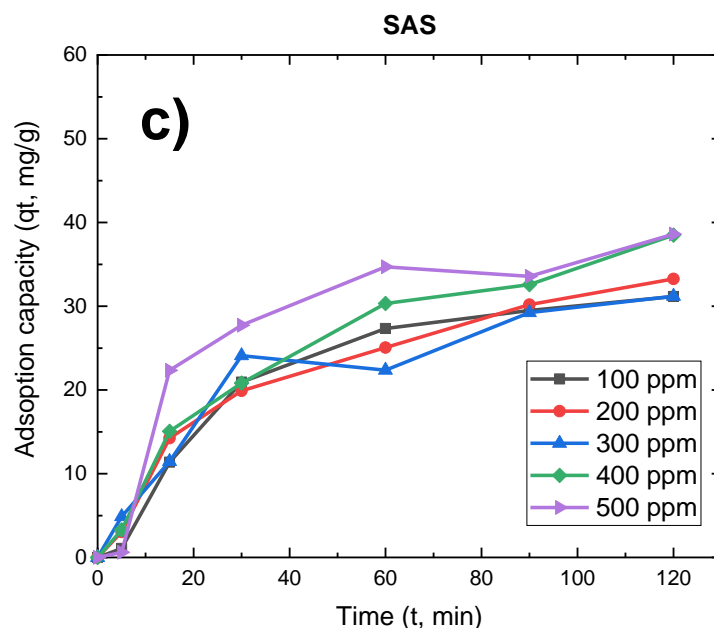 SAS
c)
Adsoption capacity (qt, mg/g)
60
50
40
30
20
10
0
0 20 40 60 80 100 120
Time (t, min)
100 ppm
200 ppm
300 ppm
400 ppm
500 ppm